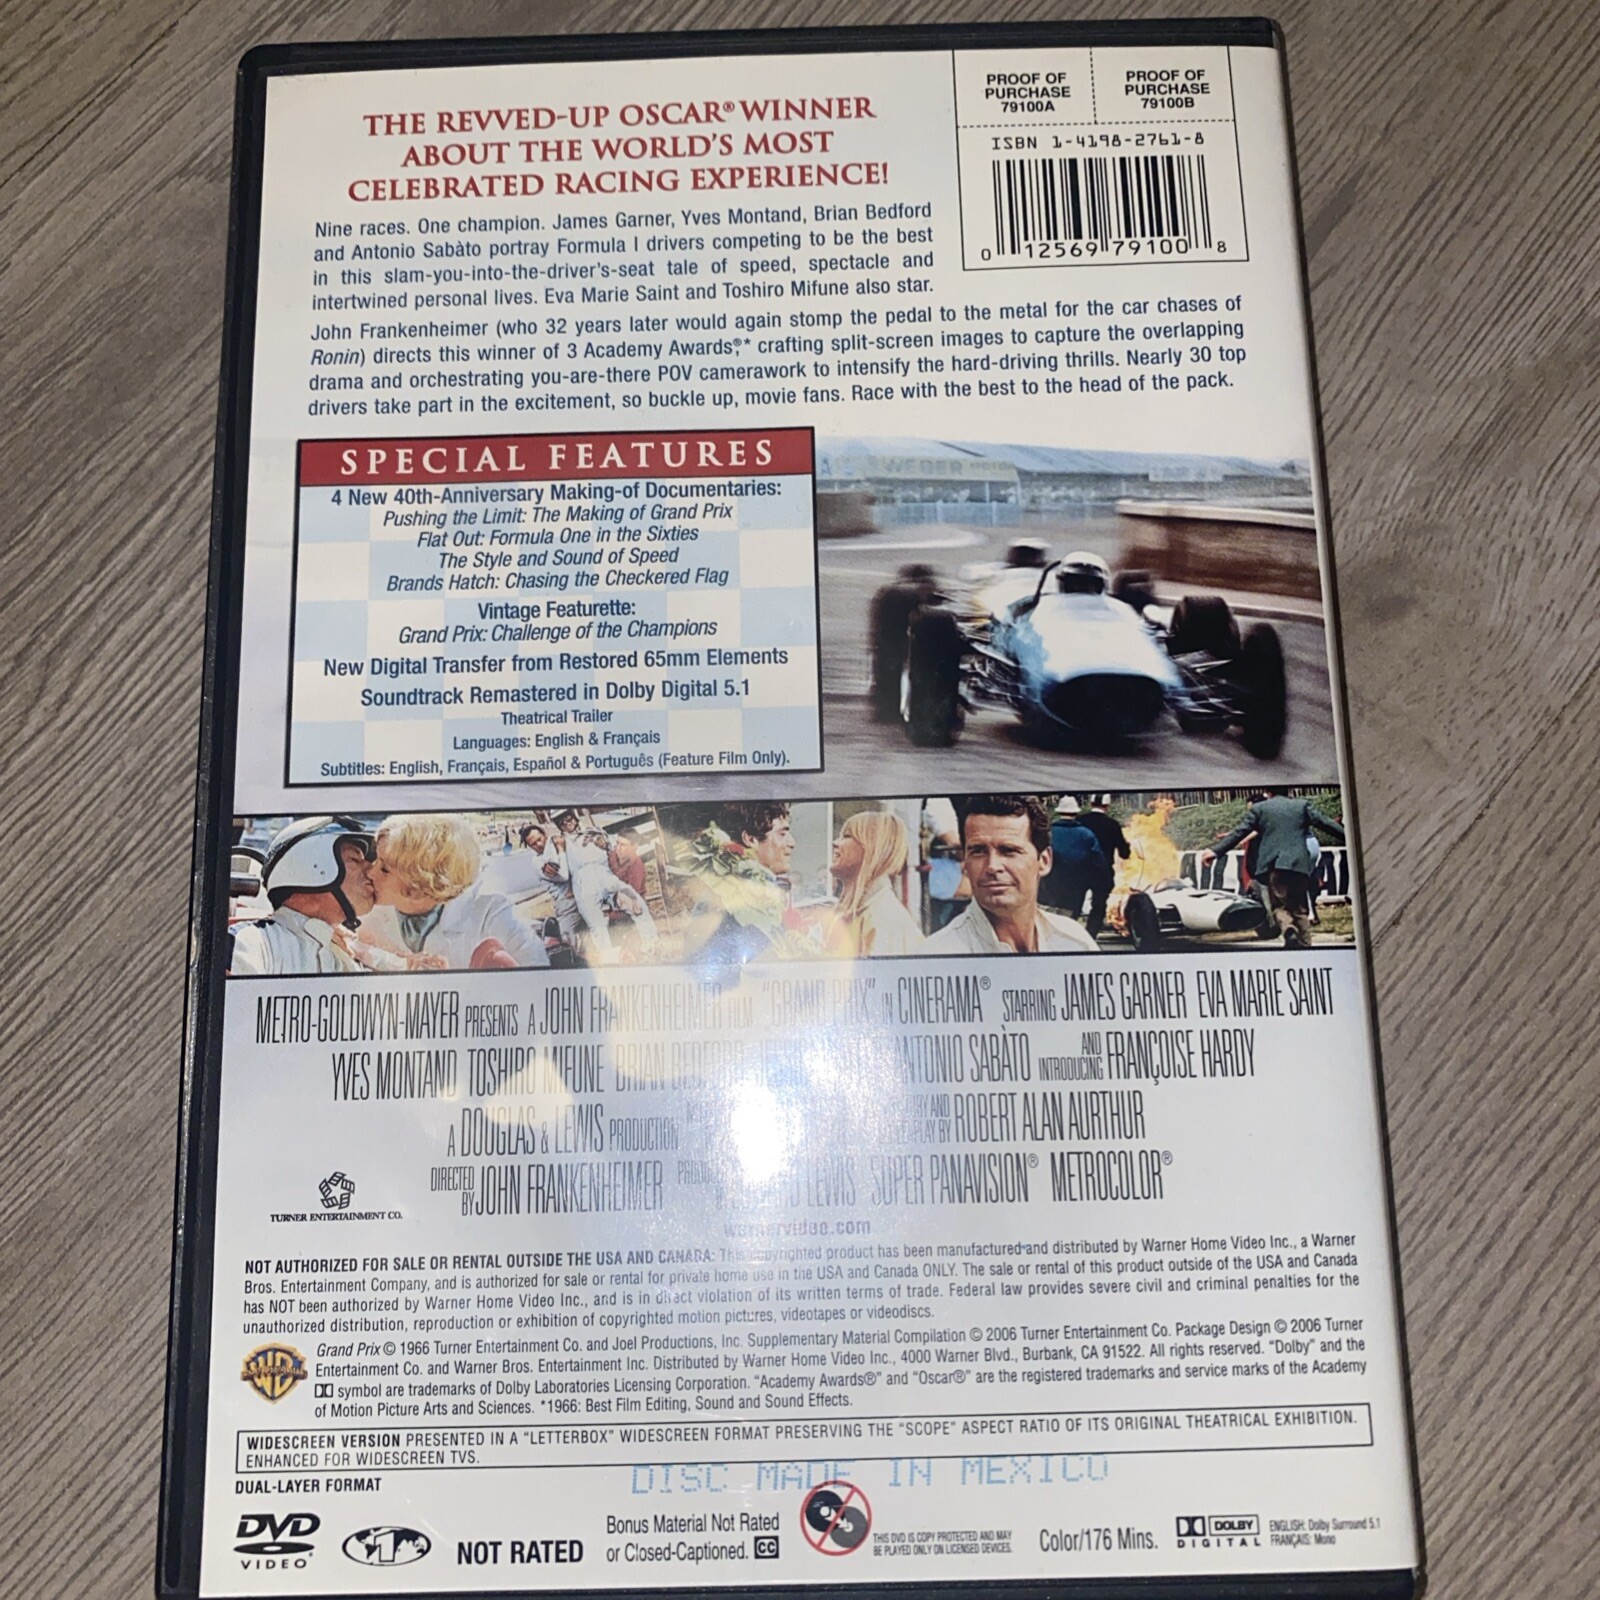 THE REVVED-UP OSCAR® WINNER
ABOUT THE WORLD'S MOST
CELEBRATED RACING EXPERIENCE!
PROOF OF
PURCHASE
79100A
PROOF OF
PURCHASE
79100B
ISBN 1-4198-2761-8
0 12569 79100 8
Nine races. One champion. James Garner, Yves Montand, Brian Bedford
and Antonio Sabàto portray Formula I drivers competing to be the best
in this slam-you-into-the-driver's-seat tale of speed, spectacle and
intertwined personal lives. Eva Marie Saint and Toshiro Mifune also star.
John Frankenheimer (who 32 years later would again stomp the pedal to the metal for the car chases of
Ronin) directs this winner of 3 Academy Awards®,* crafting split-screen images to capture the overlapping
drama and orchestrating you-are-there POV camerawork to intensify the hard-driving thrills. Nearly 30 top
drivers take part in the excitement, so buckle up, movie fans. Race with the best to the head of the pack.
SPECIAL FEATURES
4 New 40th-Anniversary Making-of Documentaries:
Pushing the Limit: The Making of Grand Prix
Flat Out: Formula One in the Sixties
The Style and Sound of Speed
Brands Hatch: Chasing the Checkered Flag
Vintage Featurette:
Grand Prix: Challenge of the Champions
New Digital Transfer from Restored 65mm Elements
Soundtrack Remastered in Dolby Digital 5.1
Theatrical Trailer
Languages: English & Français
Subtitles: English, Français, Español & Português (Feature Film Only).
METRO-GOLDWYN-MAYER PRESENTS A JOHN FRANKENHEIMER FILM "GRAND PRIX" IN CINERAMA® STARRING JAMES GARNER EVA MARIE SAINT
YVES MONTAND TOSHIRO MIFUNE BRIAN BEDFORD ANTONIO SABÀTO AND INTRODUCING FRANÇOISE HARDY
A DOUGLAS & LEWIS PRODUCTION AND BY ROBERT ALAN AURTHUR
DIRECTED BY JOHN FRANKENHEIMER LEWIS SUPER PANAVISION® METROCOLOR®
TURNER ENTERTAINMENT CO.
warnervideo.com
NOT AUTHORIZED FOR SALE OR RENTAL OUTSIDE THE USA AND CANADA: This copyrighted product has been manufactured and distributed by Warner Home Video Inc., a Warner
Bros. Entertainment Company, and is authorized for sale or rental for private home use in the USA and Canada ONLY. The sale or rental of this product outside of the USA and Canada
has NOT been authorized by Warner Home Video Inc., and is in direct violation of its written terms of trade. Federal law provides severe civil and criminal penalties for the
unauthorized distribution, reproduction or exhibition of copyrighted motion pictures, videotapes or videodiscs.
WB
Grand Prix © 1966 Turner Entertainment Co. and Joel Productions, Inc. Supplementary Material Compilation © 2006 Turner Entertainment Co. Package Design © 2006 Turner
Entertainment Co. and Warner Bros. Entertainment Inc. Distributed by Warner Home Video Inc., 4000 Warner Blvd., Burbank, CA 91522. All rights reserved. "Dolby" and the
symbol are trademarks of Dolby Laboratories Licensing Corporation. "Academy Awards®" and "Oscar®" are the registered trademarks and service marks of the Academy
of Motion Picture Arts and Sciences. *1966: Best Film Editing, Sound and Sound Effects.
WIDESCREEN VERSION PRESENTED IN A "LETTERBOX" WIDESCREEN FORMAT PRESERVING THE "SCOPE" ASPECT RATIO OF ITS ORIGINAL THEATRICAL EXHIBITION.
ENHANCED FOR WIDESCREEN TVS.
DUAL-LAYER FORMAT
DISC MADE IN MEXICO
DVD
VIDEO
1
NOT RATED
Bonus Material Not Rated
or Closed-Captioned. CC
THIS DVD IS COPY PROTECTED AND MAY
BE PLAYED ONLY ON LICENSED DEVICES.
Color/176 Mins.
DOLBY
DIGITAL
ENGLISH: Dolby Surround 5.1
FRANÇAIS: Mono